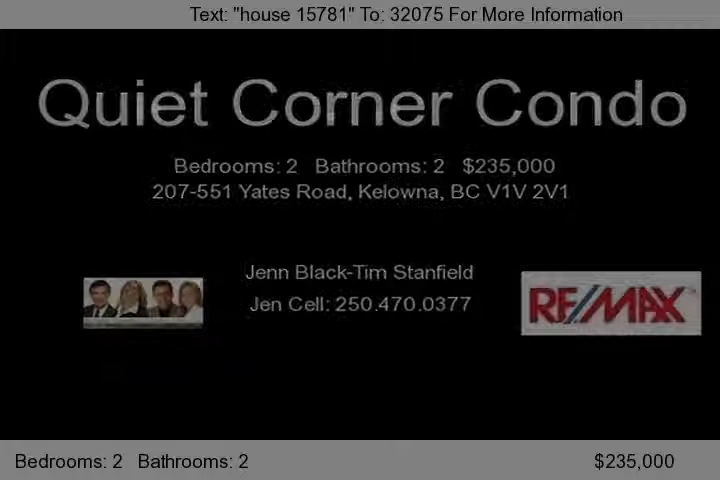 Text: "house 15781" To: 32075 For More Information
Quiet Corner Condo
Bedrooms: 2 Bathrooms: 2 $235,000
207-551 Yates Road, Kelowna, BC V1V 2V1
Jenn Black-Tim Stanfield
Jen Cell: 250.470.0377
RE/MAX
Bedrooms: 2 Bathrooms: 2 $235,000